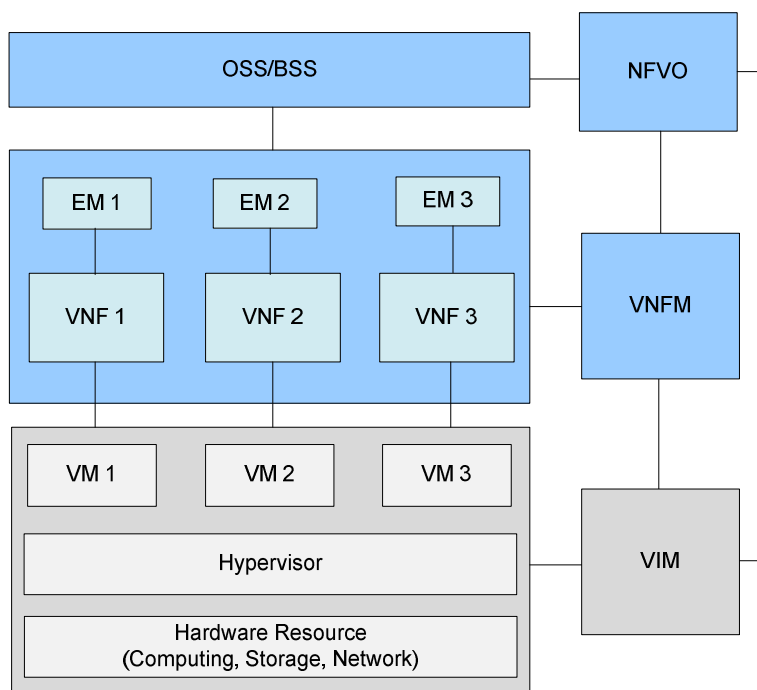 OSS/BSS
NFVO
EM 1
EM 2
EM 3
VNF 1
VNF 2
VNF 3
VNFM
VM 1
VM 2
VM 3
Hypervisor
VIM
Hardware Resource
(Computing, Storage, Network)